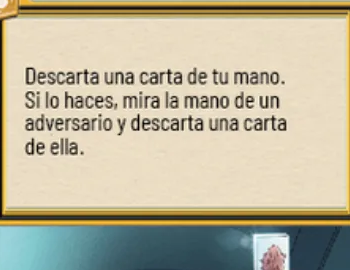 Descarta una carta de tu mano.
Si lo haces, mira la mano de un
adversario y descarta una carta
de ella.